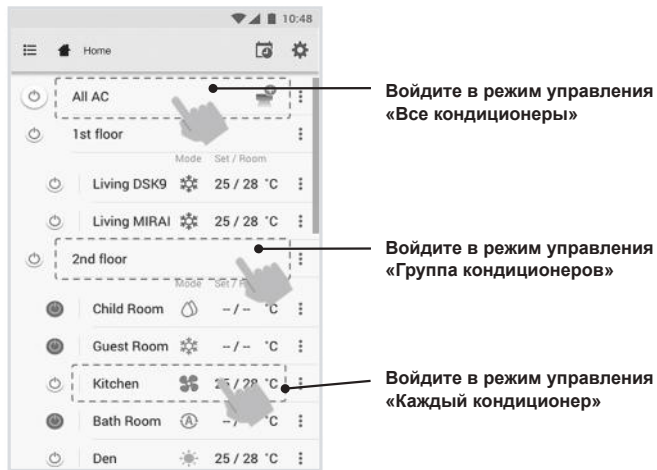 10:48
Home
All AC
Войдите в режим управления
«Все кондиционеры»
1st floor
Mode Set / Room
Living DSK9 25 / 28 °C
Living MIRAI 25 / 28 °C
2nd floor
Войдите в режим управления
«Группа кондиционеров»
Mode Set /
Child Room -- / -- °C
Guest Room -- / -- °C
Kitchen 25 / 28 °C
Войдите в режим управления
«Каждый кондиционер»
Bath Room A -- / °C
Den 25 / 28 °C